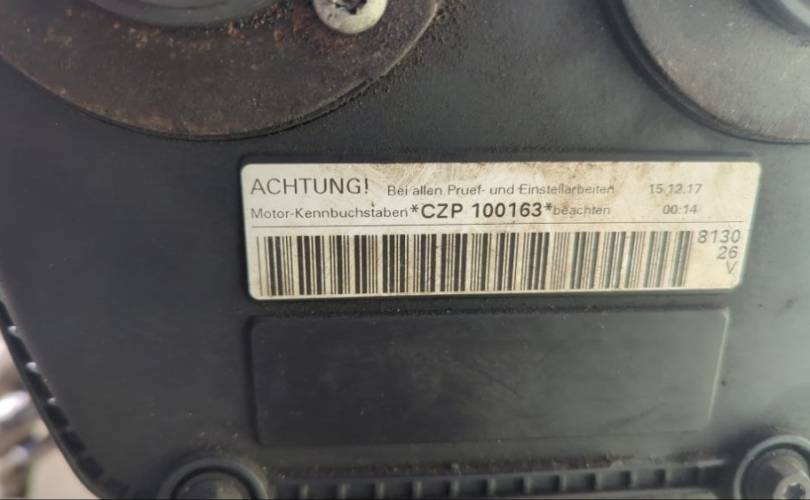 ACHTUNG! Bei allen Pruef- und Einstellarbeiten 15.12.17
Motor-Kennbuchstaben *CZP 100163* beachten 00:14
8130
26
V